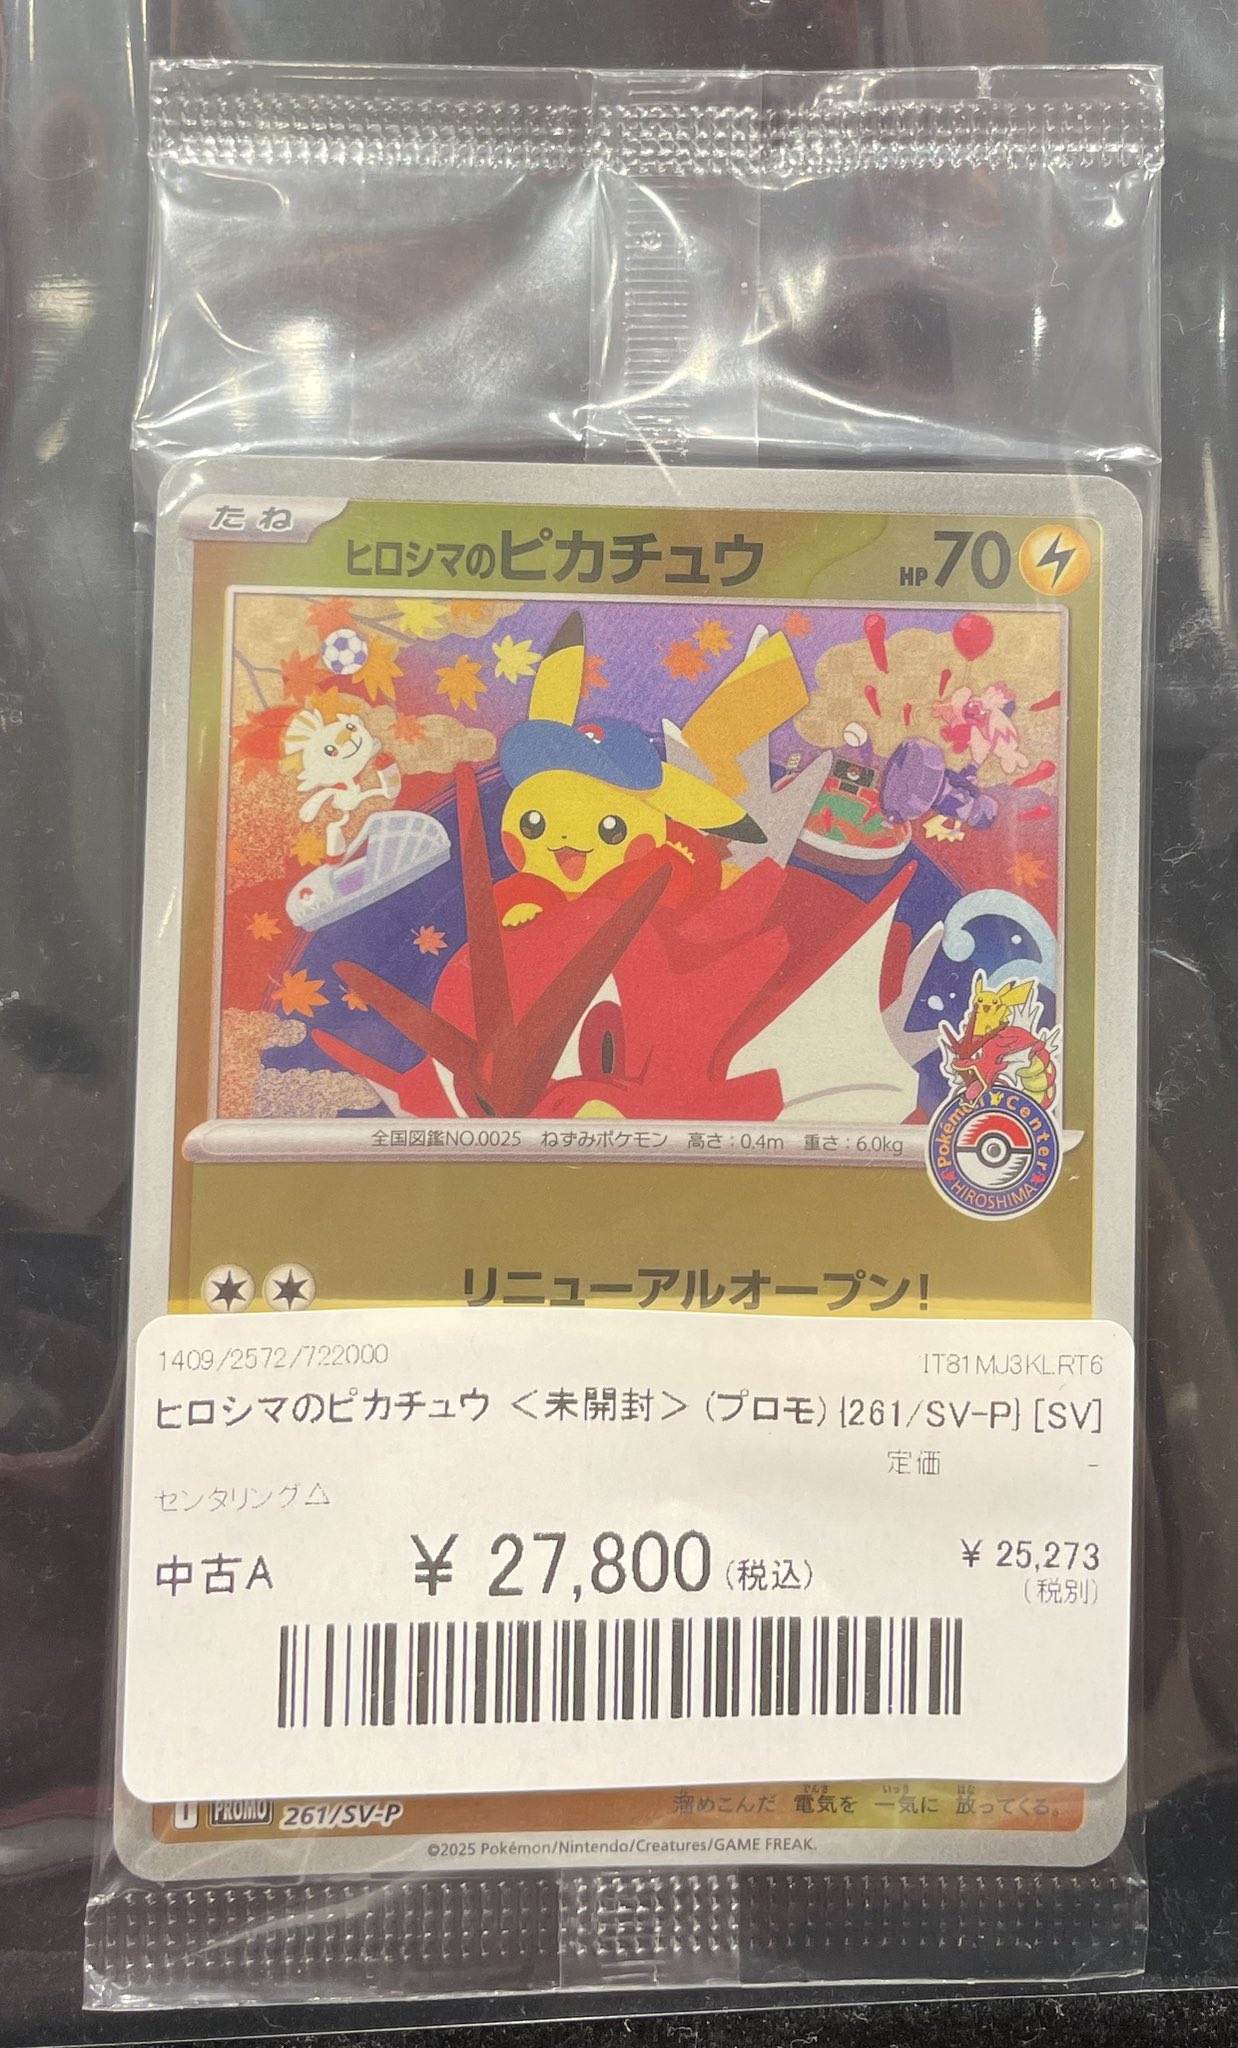 たね
ヒロシマのピカチュウ HP70
全国図鑑NO.0025 ねずみポケモン 高さ:0.4m 重さ:6.0kg
Pokémon Center
HIROSHIMA
リニューアルオープン!
1409/2572/722000 IT81MJ3KLRT6
ヒロシマのピカチュウ <未開封> (プロモ) {261/SV-P} [SV]
定価 -
センタリング△
中古A ¥ 27,800(税込) ¥ 25,273
(税別)
I PROMO 261/SV-P 溜めこんだ 電気を 一気に 放ってくる。
©2025 Pokémon/Nintendo/Creatures/GAME FREAK.